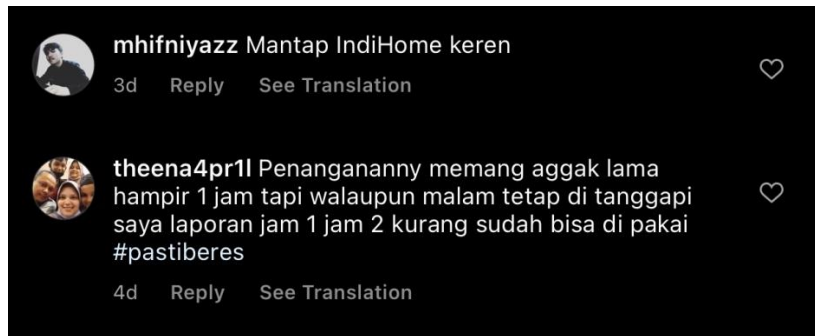 mhifniyazz Mantap IndiHome keren
3d Reply See Translation
theena4pr1l Penangananny memang aggak lama
hampir 1 jam tapi walaupun malam tetap di tanggapi
saya laporan jam 1 jam 2 kurang sudah bisa di pakai
#pastiberes
4d Reply See Translation